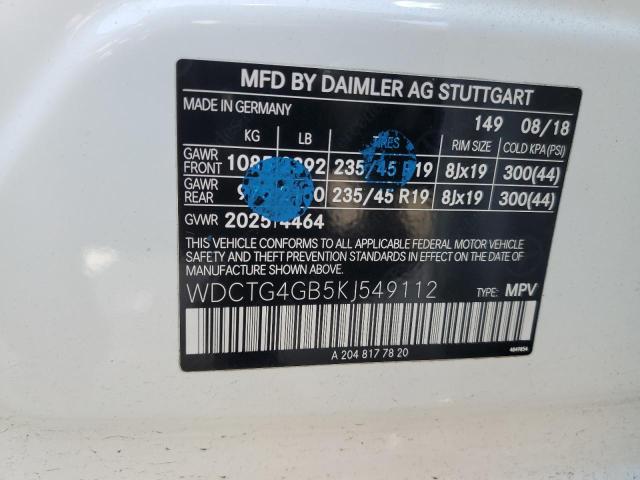 MFD BY DAIMLER AG STUTTGART
MADE IN GERMANY 149 08/18
KG LB TIRES RIM SIZE COLD KPA (PSI)
GAWR FRONT 235/45 R19 8Jx19 300(44)
GAWR REAR 235/45 R19 8Jx19 300(44)
GVWR 2025 4464
THIS VEHICLE CONFORMS TO ALL APPLICABLE FEDERAL MOTOR VEHICLE
SAFETY AND THEFT PREVENTION STANDARDS IN EFFECT ON THE DATE
OF MANUFACTURE SHOWN ABOVE.
WDCTG4GB5KJ549112 TYPE: MPV
A 204 817 78 20